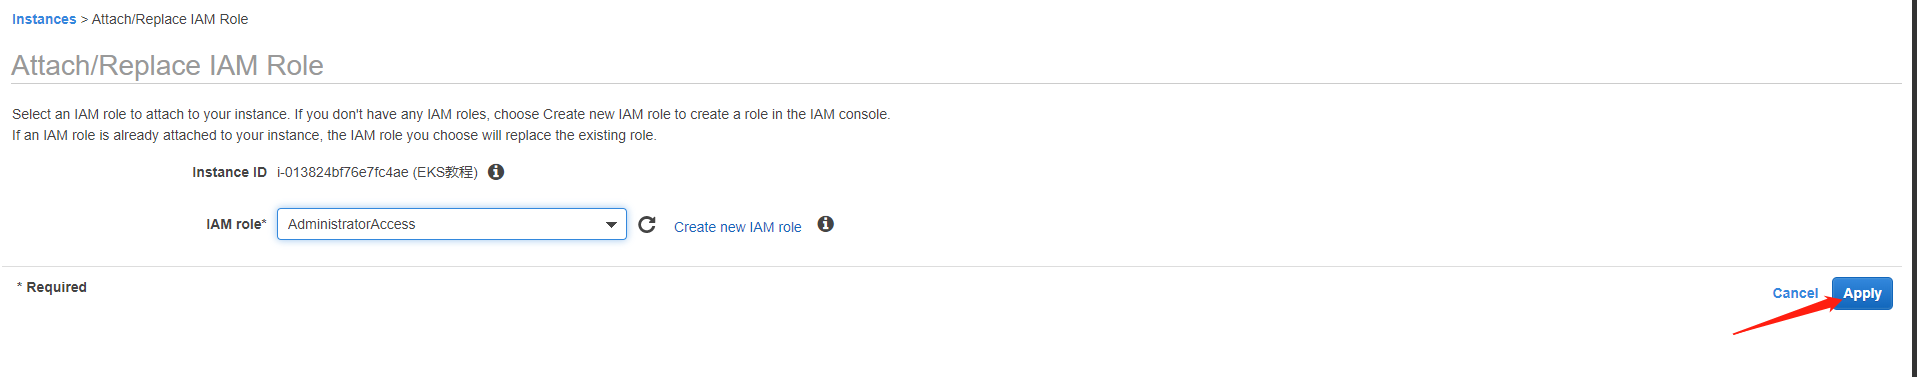 Instances > Attach/Replace IAM Role
Attach/Replace IAM Role
Select an IAM role to attach to your instance. If you don't have any IAM roles, choose Create new IAM role to create a role in the IAM console.
If an IAM role is already attached to your instance, the IAM role you choose will replace the existing role.
Instance ID i-013824bf76e7fc4ae (EKS教程)
IAM role* AdministratorAccess Create new IAM role
* Required
Cancel Apply